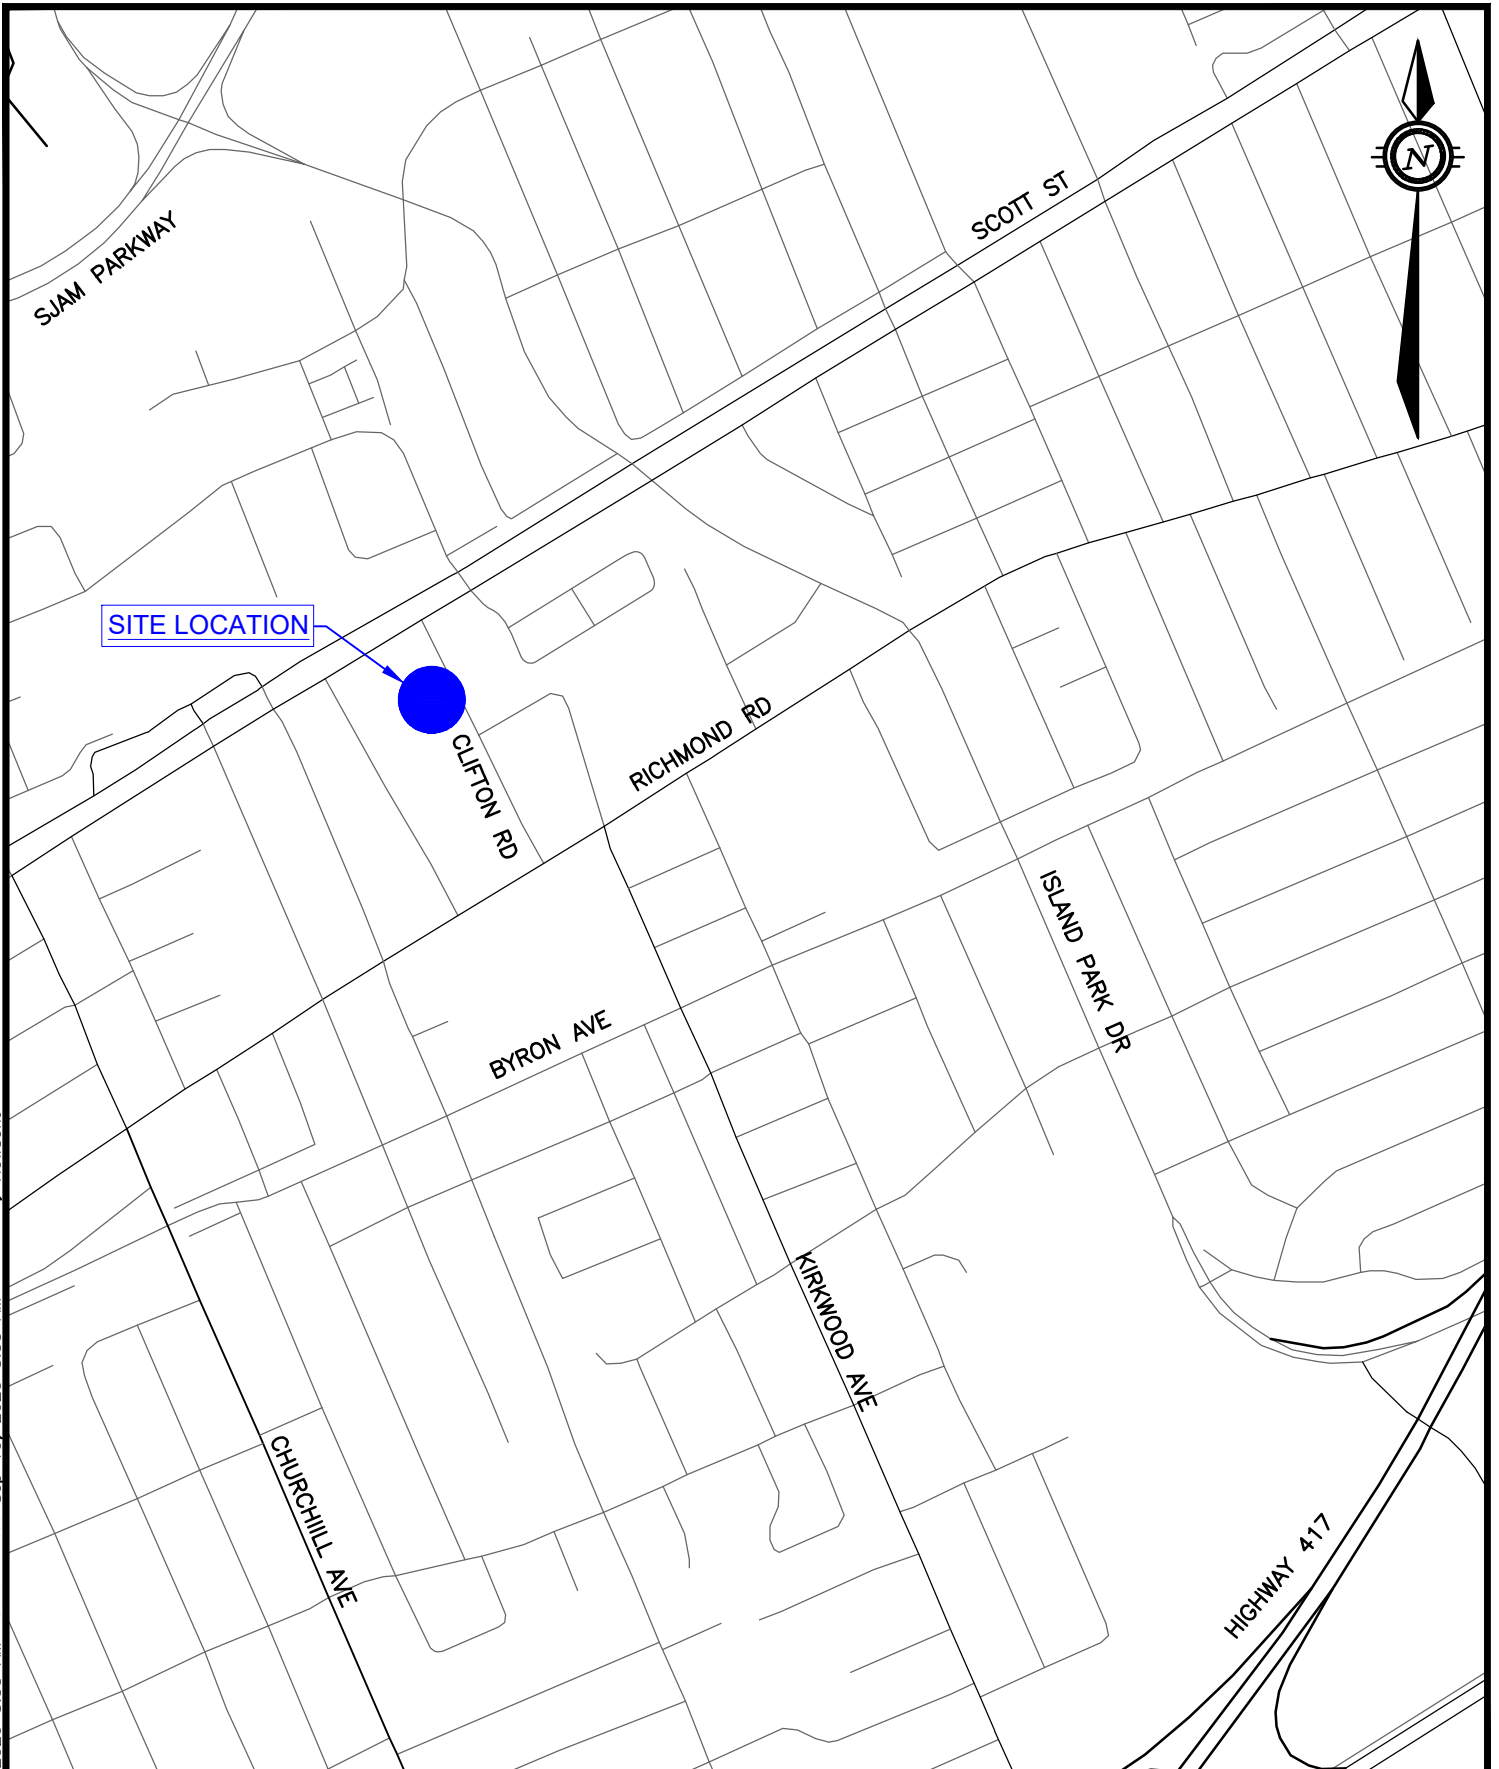 SCOTT ST
N
SJAM PARKWAY
SITE LOCATION
RICHMOND RD
CLIFTON RD
ISLAND PARK DR
BYRON AVE
KIRKWOOD AVE
CHURCHILL AVE
HIGHWAY 417